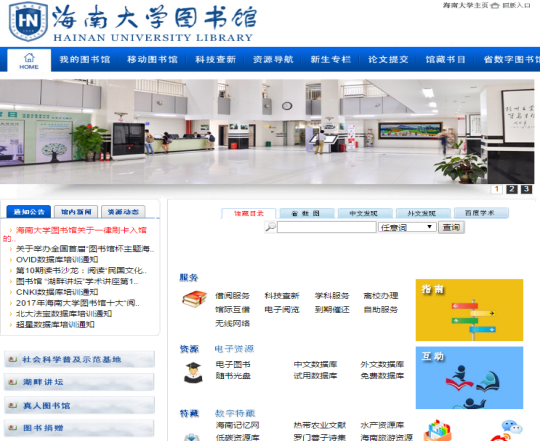 海南大学图书馆
HAINAN UNIVERSITY LIBRARY
海南大学主页
HOME 我的图书馆 移动图书馆 科技查新 资源导航 新生专栏 论文提交 馆藏书目 省数字图书
1 2 3
通知公告 馆内新闻 资源动态
海南大学图书馆关于一律刷卡入馆
的..
关于举办全国首届"图书馆杯主题海..
OVID数据库培训通知
第10期读书沙龙：阅读"民国文化..
图书馆 "湖畔讲坛"学术讲座第1..
CNKI数据库培训通知
2017年海南大学图书馆十大"阅..
北大法宝数据库培训通知
超星数据库培训通知
社会科学普及示范基地
湖畔讲坛
真人图书馆
图书捐赠
馆藏目录 中文发现 外文发现 百度学术
任意词 查询
服务
借阅服务 科技查新 学科服务 高校办理
馆际互借 电子阅览 到期催还 自助服务
无线网络
指南
资源 电子资源
电子图书 中文数据库 外文数据库
随书光盘 试用数据库 免费数据库
互动
特藏 数字特藏
海南记忆网 热带农业文献 水产资源库
低碳资源库 罗门蓉子诗集 海南旅游资源